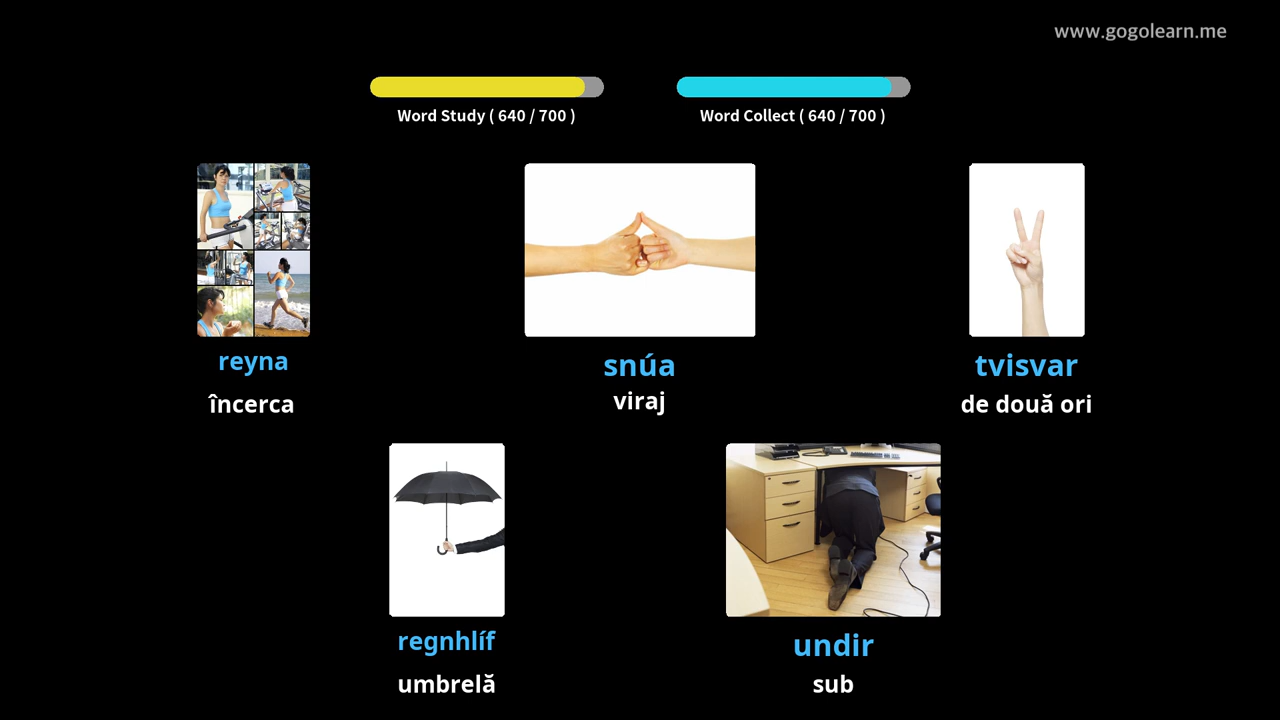 www.gogolearn.me
Word Study ( 640 / 700 )
Word Collect ( 640 / 700 )
reyna
încerca
snúa
viraj
tvisvar
de două ori
regnhlíf
umbrelă
undir
sub